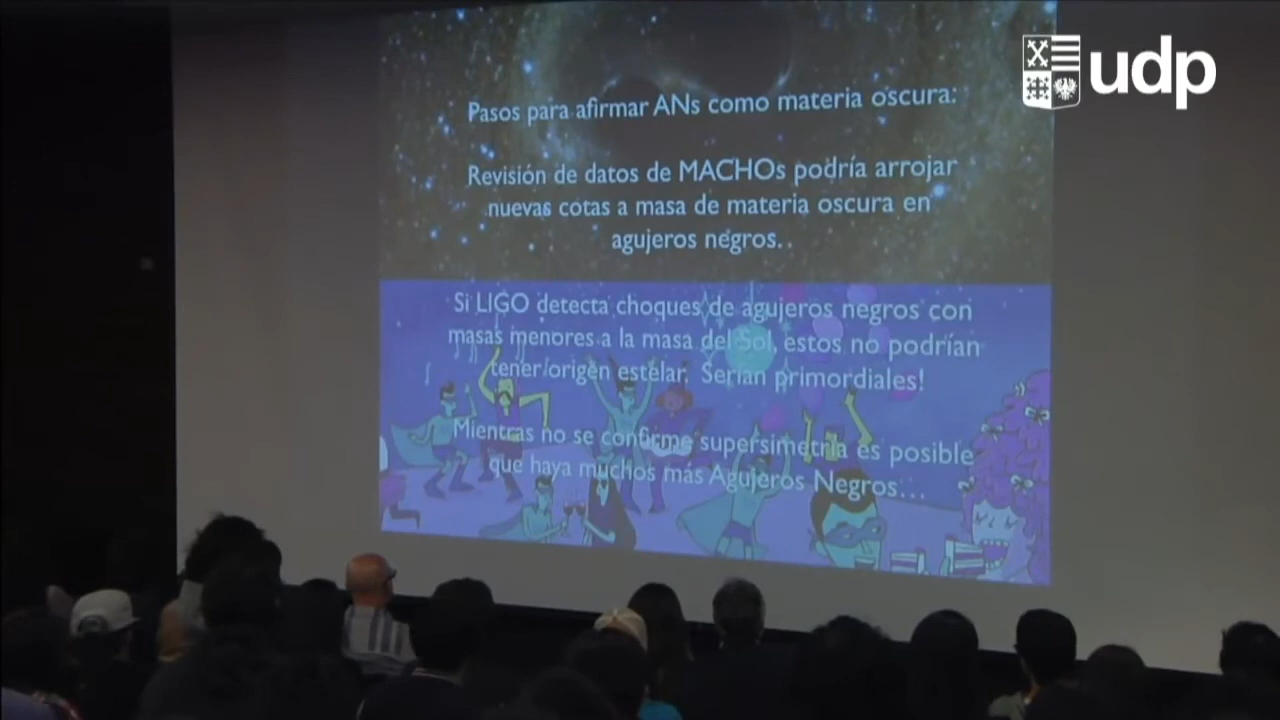 udp
Pasos para afirmar ANs como materia oscura:
Revisión de datos de MACHOs podría arrojar
nuevas cotas a masa de materia oscura en
agujeros negros..
Si LIGO detecta choques de agujeros negros con
masas menores a la masa del Sol, estos no podrían
tener origen estelar. Serían primordiales!
Mientras no se confirme supersimetría es posible
que haya muchos más Agujeros Negros...